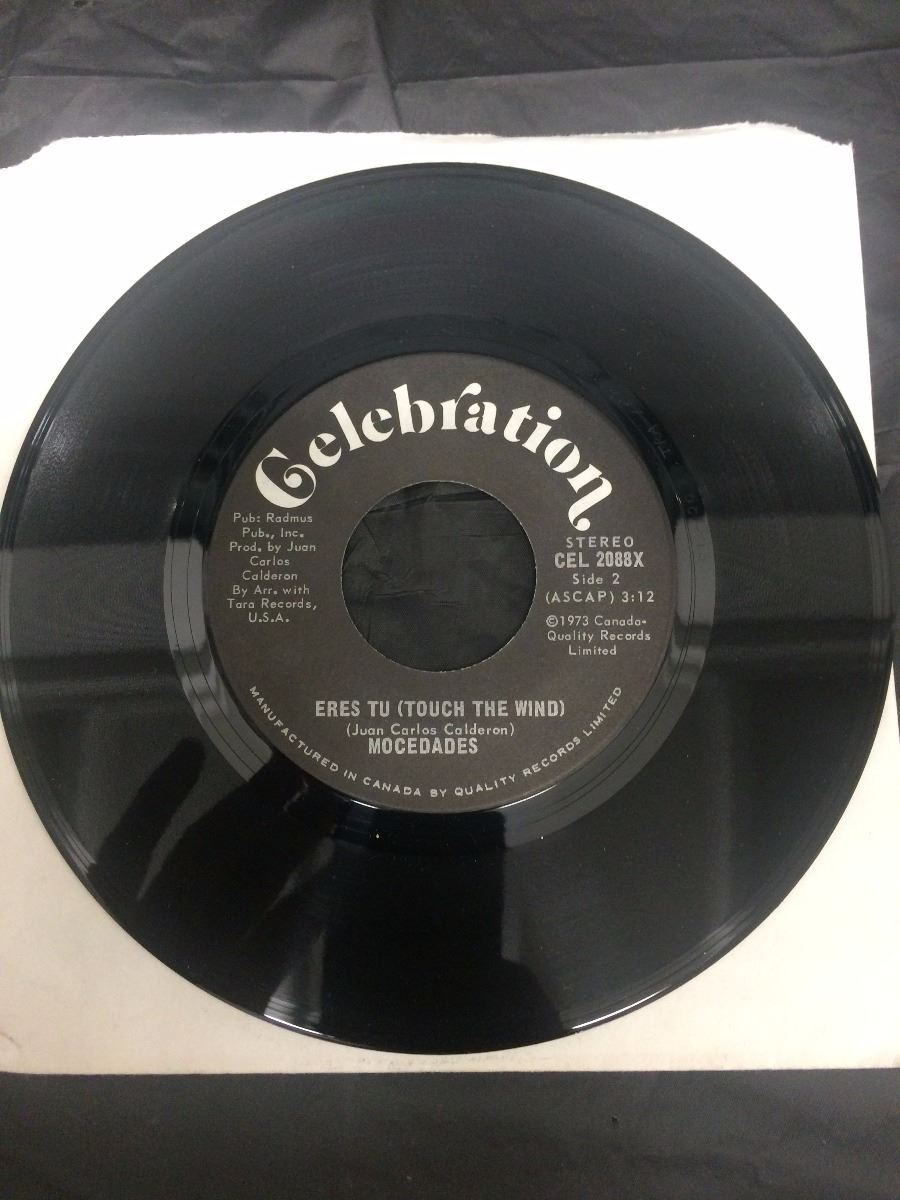 Celebration
Pub: Radmus
Pub., Inc.
Prod. by Juan
Carlos
Calderon
By Arr. with
Tara Records,
U.S.A.
STEREO
CEL 2088X
Side 2
(ASCAP) 3:12
©1973 Canada-
Quality Records
Limited
ERES TU (TOUCH THE WIND)
(Juan Carlos Calderon)
MOCEDADES
MANUFACTURED IN CANADA BY QUALITY RECORDS LIMITED